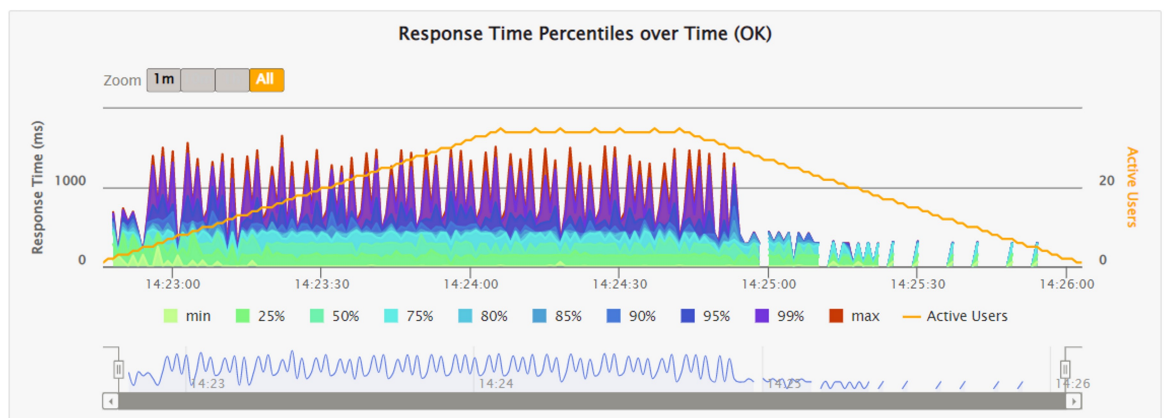 Response Time Percentiles over Time (OK)
Zoom 1m All
Response Time (ms)
1000
0
Active Users
20
0
14:23:00 14:23:30 14:24:00 14:24:30 14:25:00 14:25:30 14:26:00
min 25% 50% 75% 80% 85% 90% 95% 99% max Active Users
14:23 14:24 14:25 14:26